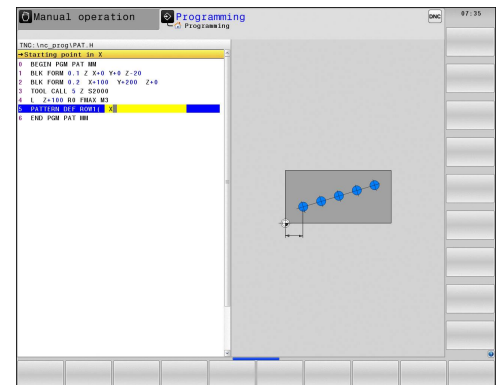 Manual operation
Programming
Programming
DNC
07:35
TNC:\nc_prog\PAT.H
→Starting point in X
0 BEGIN PGM PAT MM
1 BLK FORM 0.1 Z X+0 Y+0 Z-20
2 BLK FORM 0.2 X+100 Y+200 Z+0
3 TOOL CALL 5 Z S2000
4 L Z+100 R0 FMAX M3
5 PATTERN DEF ROW1( X
6 END PGM PAT MM